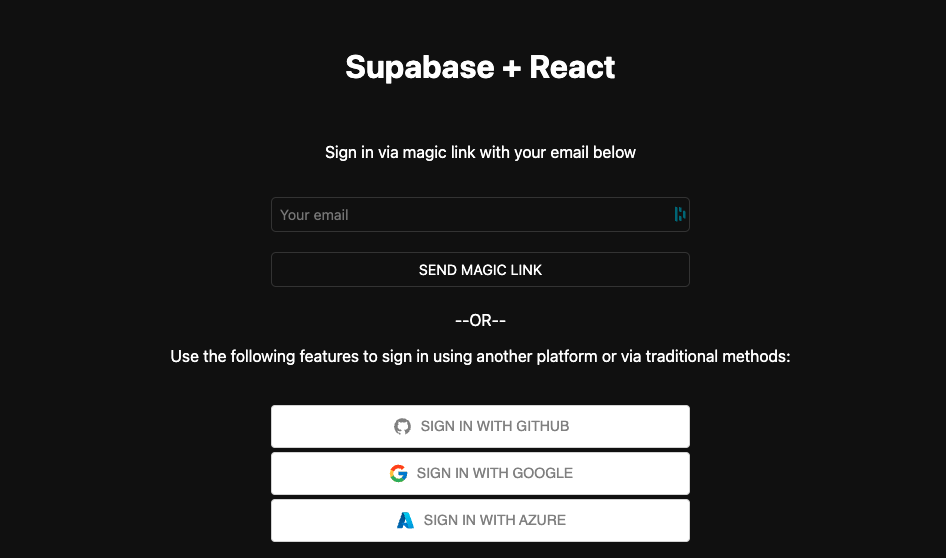 Supabase + React
Sign in via magic link with your email below
Your email
SEND MAGIC LINK
--OR--
Use the following features to sign in using another platform or via traditional methods:
SIGN IN WITH GITHUB
SIGN IN WITH GOOGLE
SIGN IN WITH AZURE